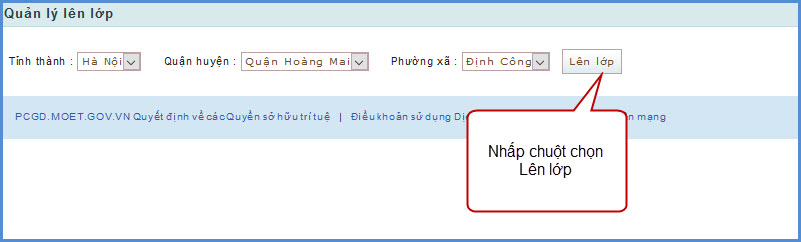 Quản lý lên lớp
Tỉnh thành : Hà Nội Quận huyện : Quận Hoàng Mai Phường xã : Định Công Lên lớp
PCGD.MOET.GOV.VN Quyết định về các Quyền sở hữu trí tuệ | Điều khoản sử dụng Dị mạng
Nhấp chuột chọn
Lên lớp